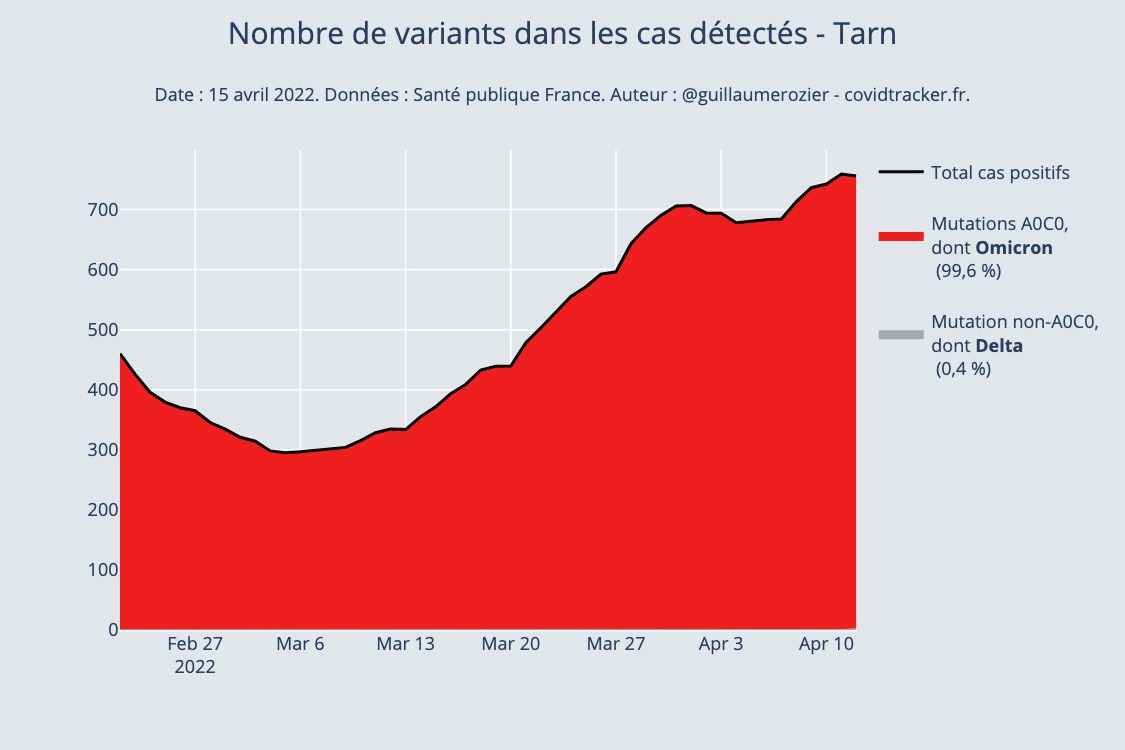 Nombre de variants dans les cas détectés - Tarn
Date : 15 avril 2022. Données : Santé publique France. Auteur : @guillaumerozier - covidtracker.fr.
Total cas positifs
Mutations A0C0,
dont Omicron
(99,6 %)
Mutation non-A0C0,
dont Delta
(0,4 %)
700
600
500
400
300
200
100
0
Feb 27
2022
Mar 6
Mar 13
Mar 20
Mar 27
Apr 3
Apr 10